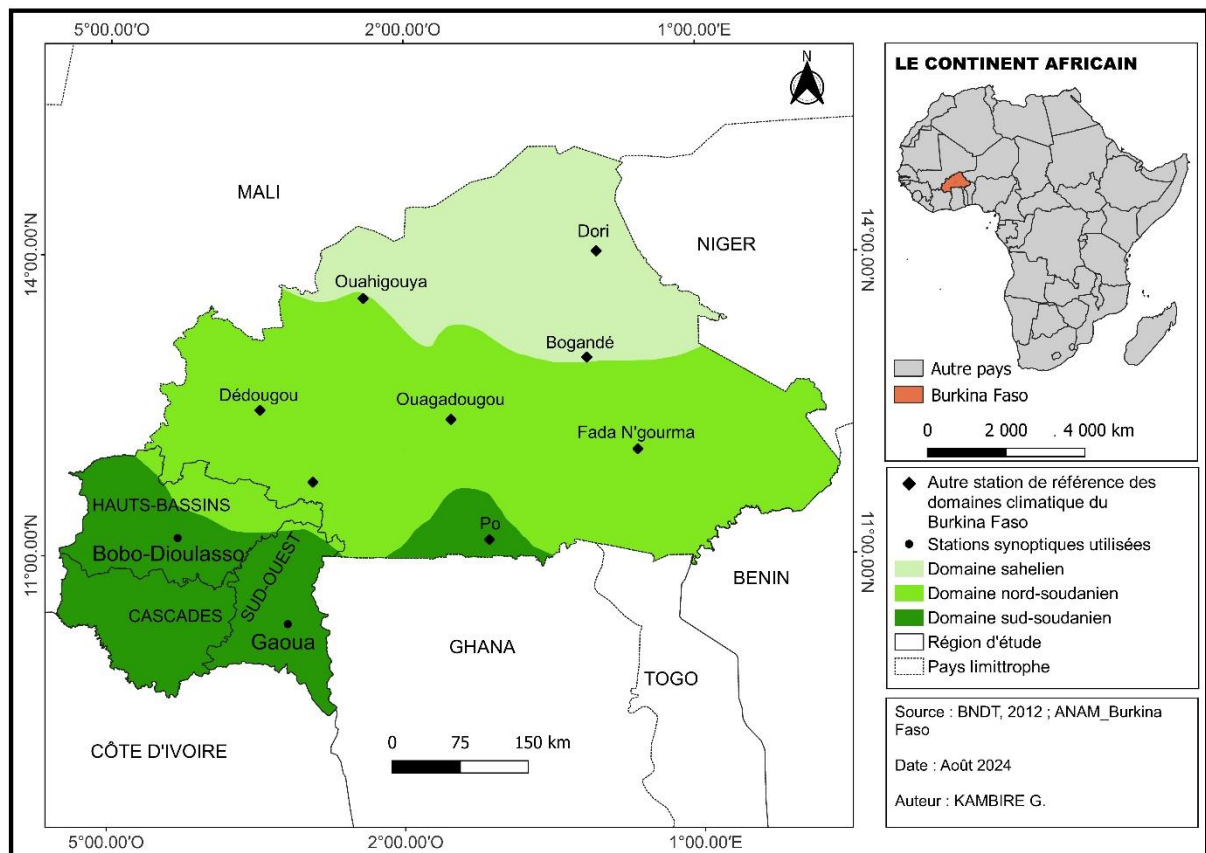 5°00.00'O
2°00.00'O
1°00.00'E
N
MALI
NIGER
14°00.00'N
14°00.00'N
Dori
Ouahigouya
Bogandé
Dédougou
Ouagadougou
Fada N'gourma
HAUTS-BASSINS
Po
Bobo-Dioulasso
11°00.00'N
11°00.00'N
SUD-OUEST
BENIN
CASCADES
Gaoua
GHANA
TOGO
CÔTE D'IVOIRE
0 75 150 km
5°00.00'O
2°00.00'O
1°00.00'E
LE CONTINENT AFRICAIN
Autre pays
Burkina Faso
0 2 000 . 4 000 km
Autre station de référence des
domaines climatique du
Burkina Faso
Stations synoptiques utilisées
Domaine sahelien
Domaine nord-soudanien
Domaine sud-soudanien
Région d'étude
Pays limittrophe
Source : BNDT, 2012 ; ANAM_Burkina
Faso
Date : Août 2024
Auteur : KAMBIRE G.